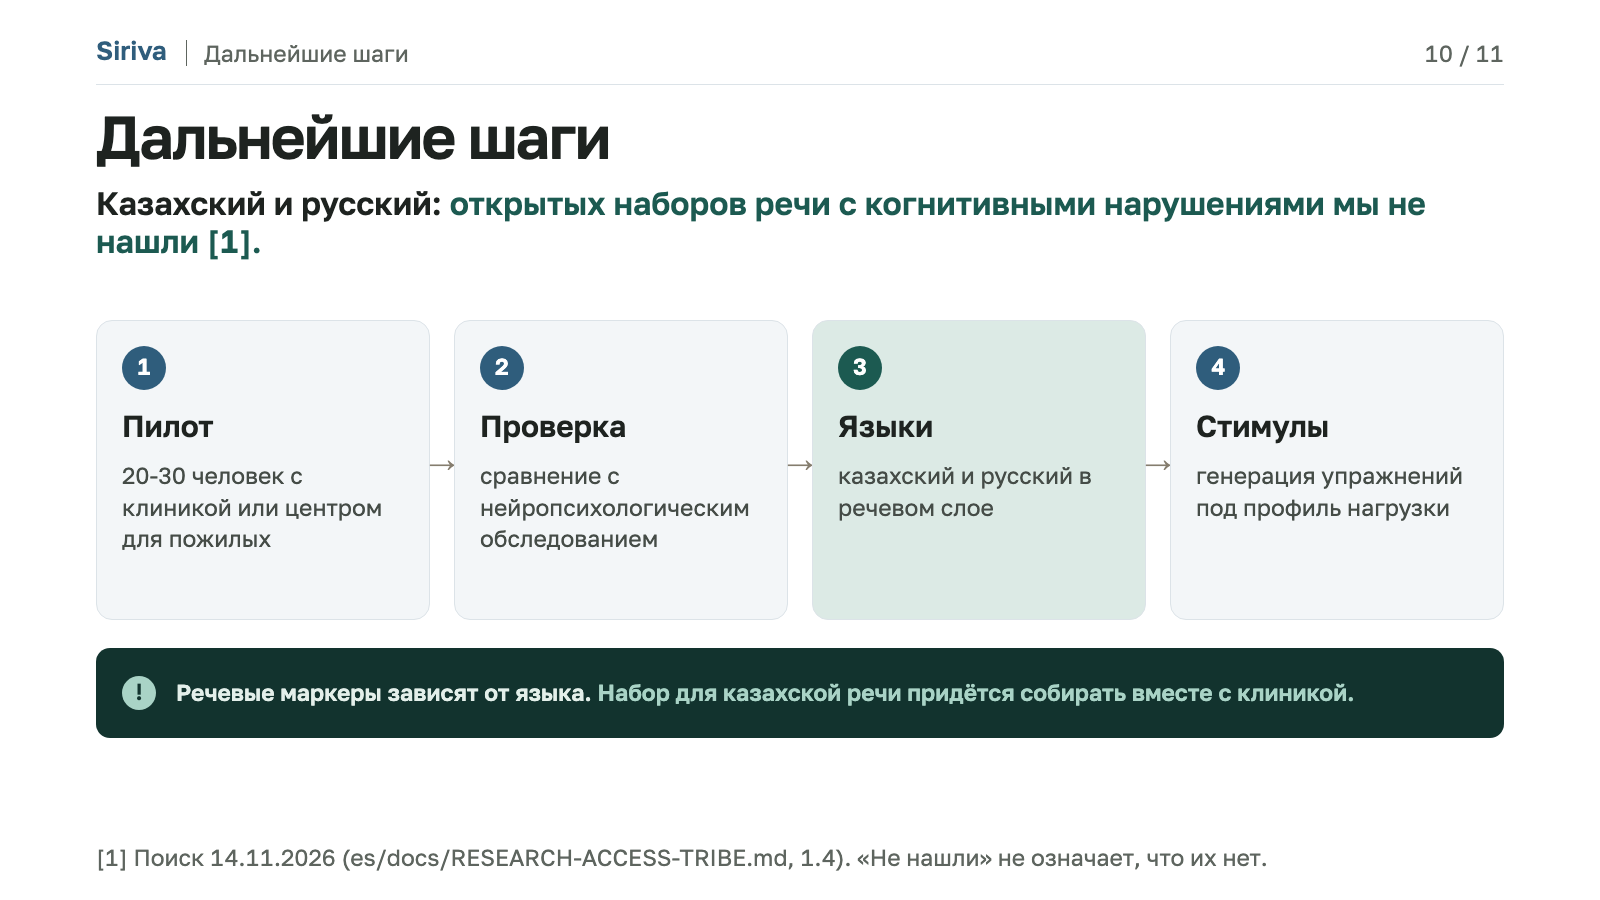 Siriva
Дальнейшие шаги
10 / 11
Дальнейшие шаги
Казахский и русский: открытых наборов речи с когнитивными нарушениями мы не
нашли [1].
1
Пилот
20-30 человек с
клиникой или центром
для пожилых
→
2
Проверка
сравнение с
нейропсихологическим
обследованием
→
3
Языки
казахский и русский в
речевом слое
→
4
Стимулы
генерация упражнений
под профиль нагрузки
! Речевые маркеры зависят от языка. Набор для казахской речи придётся собирать вместе с клиникой.
[1] Поиск 14.11.2026 (es/docs/RESEARCH-ACCESS-TRIBE.md, 1.4). «Не нашли» не означает, что их нет.